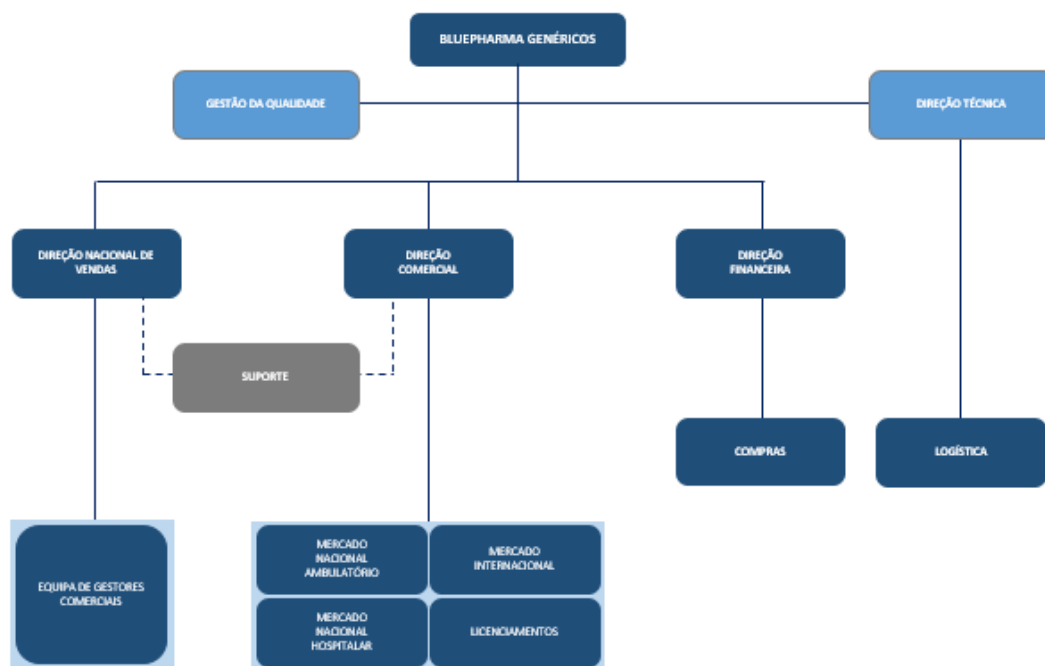 BLUEPHARMA GENÉRICOS
GESTÃO DA QUALIDADE
DIREÇÃO TÉCNICA
DIREÇÃO NACIONAL DE
VENDAS
DIREÇÃO
COMERCIAL
DIREÇÃO
FINANCEIRA
SUPORTE
COMPRAS
LOGÍSTICA
EQUIPA DE GESTORES
COMERCIAIS
MERCADO
NACIONAL
AMBULATÓRIO
MERCADO
INTERNACIONAL
MERCADO
NACIONAL
HOSPITALAR
LICENCIAMENTOS